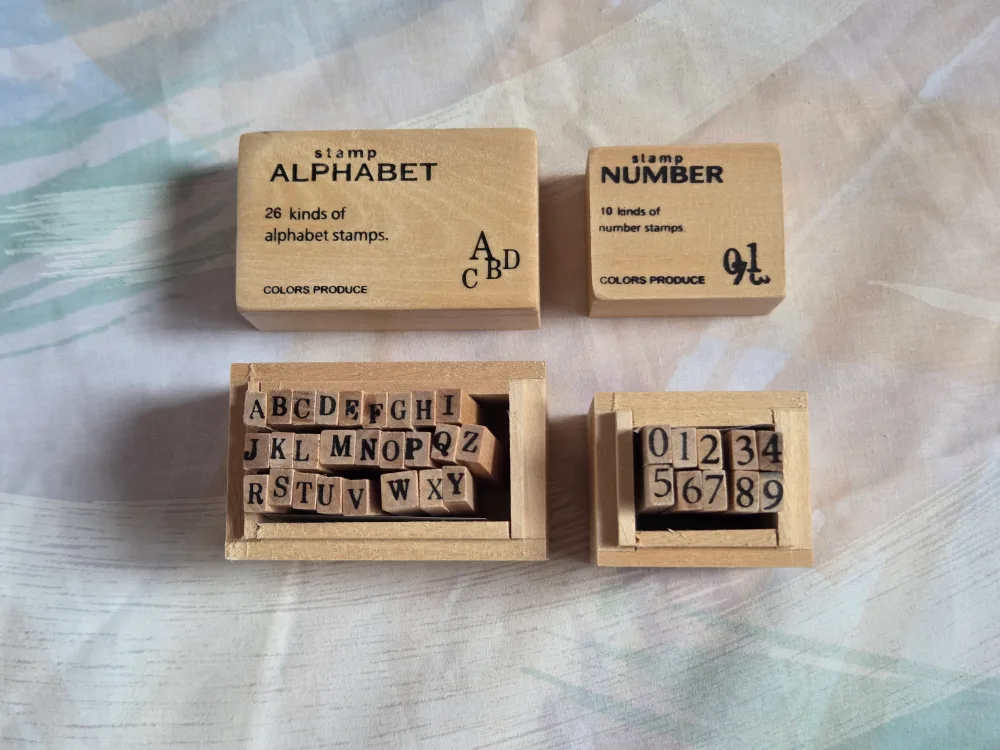 stamp
ALPHABET
26 kinds of
alphabet stamps.
A
C B D
COLORS PRODUCE
stamp
NUMBER
10 kinds of
number stamps.
COLORS PRODUCE
A B C D E F G H I
J K L M N O P Q Z
R S T U V W X Y
0 1 2 3 4
5 6 7 8 9